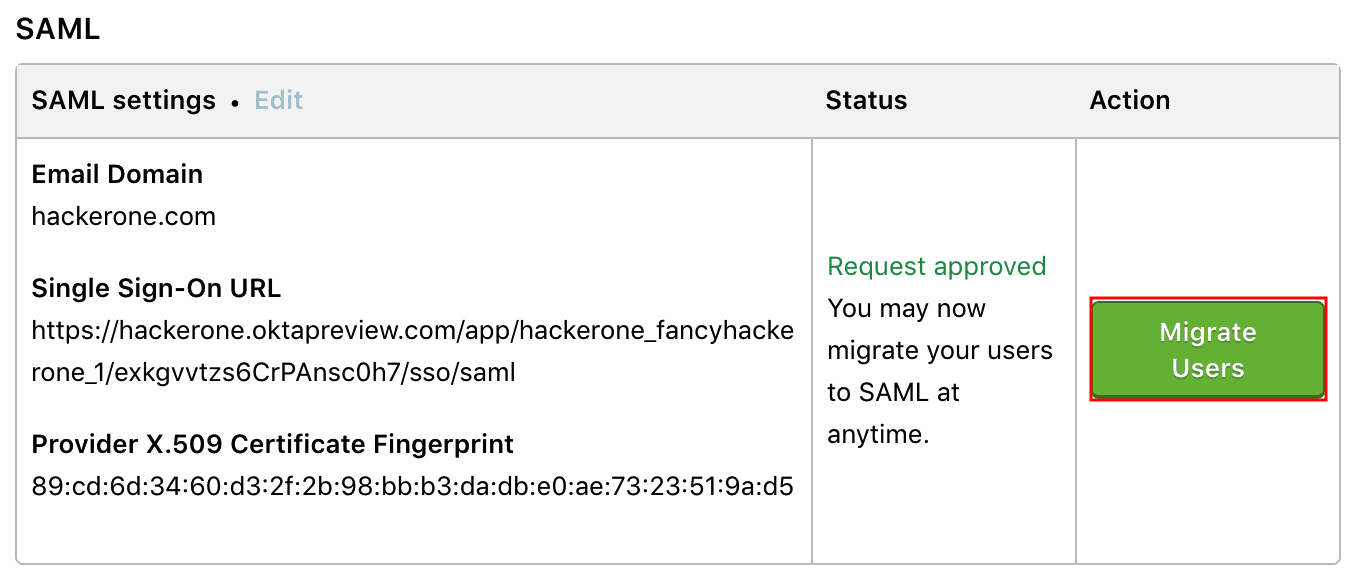 SAML
SAML settings • Edit
Status
Action
Email Domain
hackerone.com
Single Sign-On URL
https://hackerone.oktapreview.com/app/hackerone_fancyhacke
rone_1/exkgvvtzs6CrPAnsc0h7/sso/saml
Provider X.509 Certificate Fingerprint
89:cd:6d:34:60:d3:2f:2b:98:bb:b3:da:db:e0:ae:73:23:51:9a:d5
Request approved
You may now
migrate your users
to SAML at
anytime.
Migrate
Users